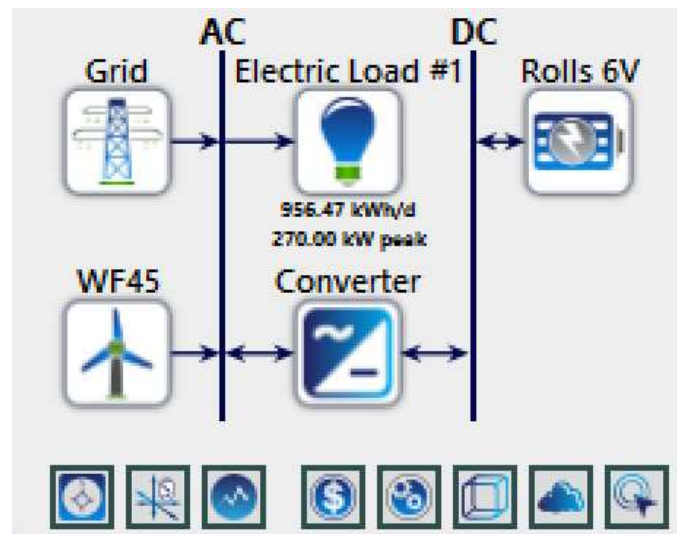 AC DC
Grid Electric Load #1 Rolls 6V
956.47 kWh/d
270.00 kW peak
WF45 Converter
S
$